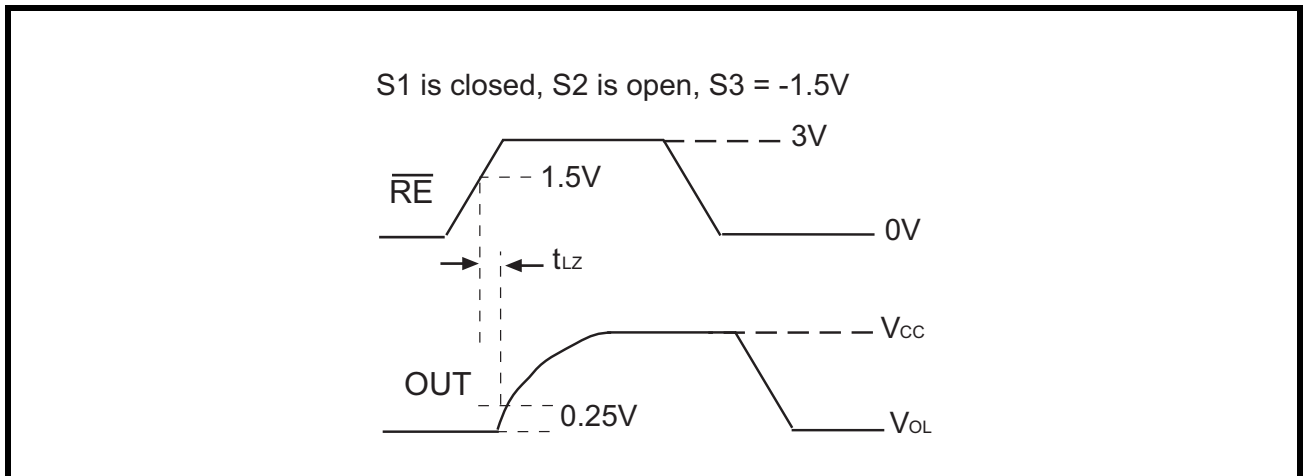 S1 is closed, S2 is open, S3 = -1.5V
3V
1.5V
RE
0V
tLZ
VCC
OUT
0.25V
VOL